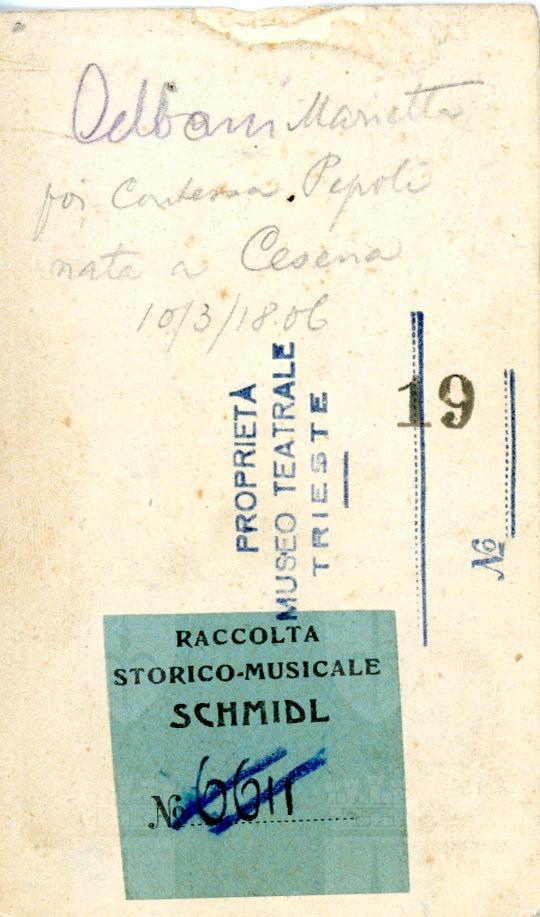 Alboni Marietta
poi Contessa Pepoli
nata a Cesena
10/3/1806
PROPRIETÀ
MUSEO TEATRALE
TRIESTE
19
№
RACCOLTA
STORICO-MUSICALE
SCHMIDL
№ 6611